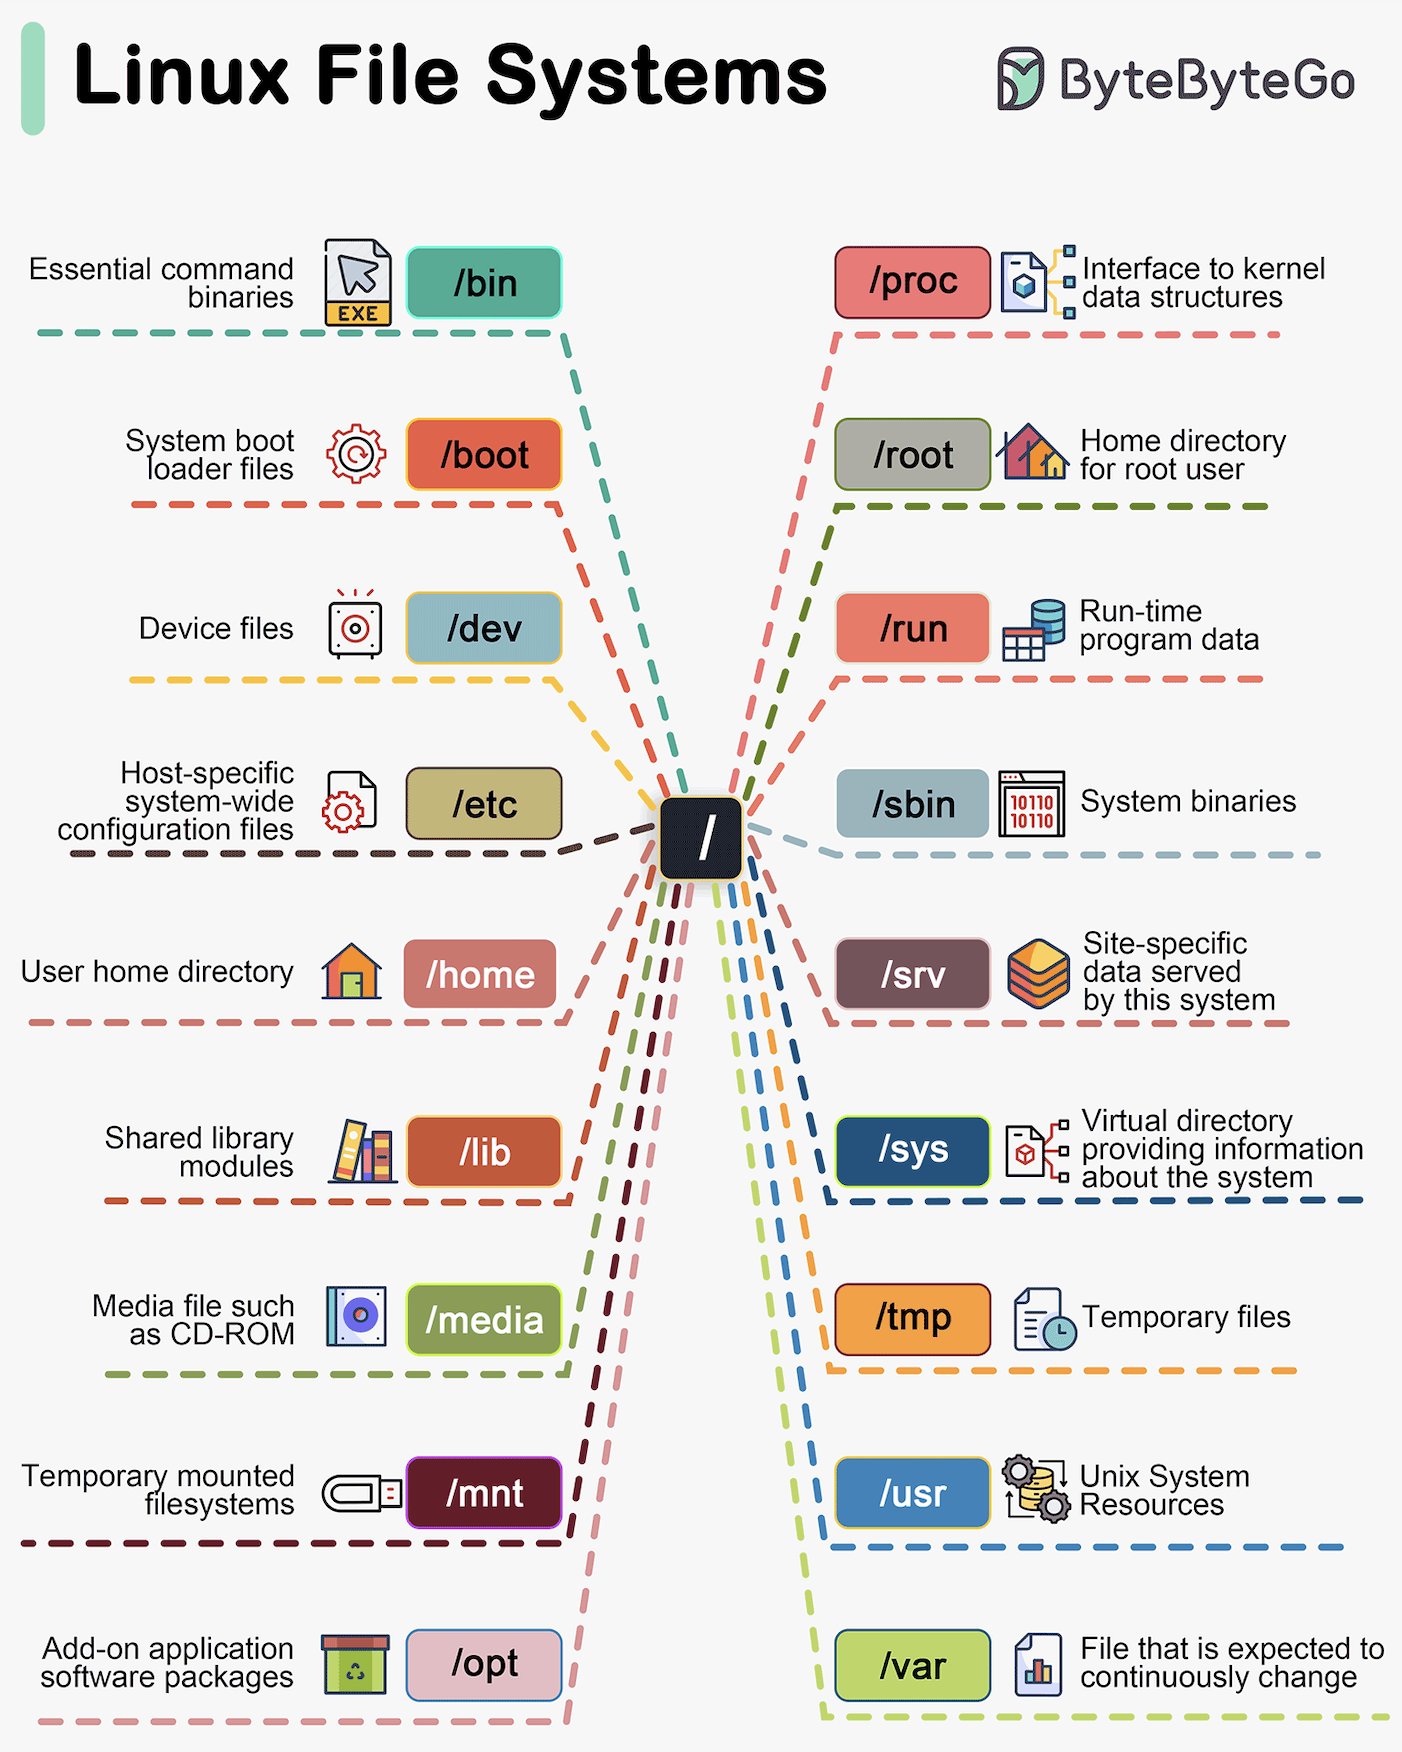 Linux File Systems
ByteByteGo
Essential command
binaries
EXE
/bin
System boot
loader files
/boot
Device files
/dev
Host-specific
system-wide
configuration files
/etc
User home directory
/home
Shared library
modules
/lib
Media file such
as CD-ROM
/media
Temporary mounted
filesystems
/mnt
Add-on application
software packages
/opt
/
/proc
Interface to kernel
data structures
/root
Home directory
for root user
/run
Run-time
program data
/sbin
10110
10110
System binaries
/srv
Site-specific
data served
by this system
/sys
Virtual directory
providing information
about the system
/tmp
Temporary files
/usr
Unix System
Resources
/var
File that is expected to
continuously change